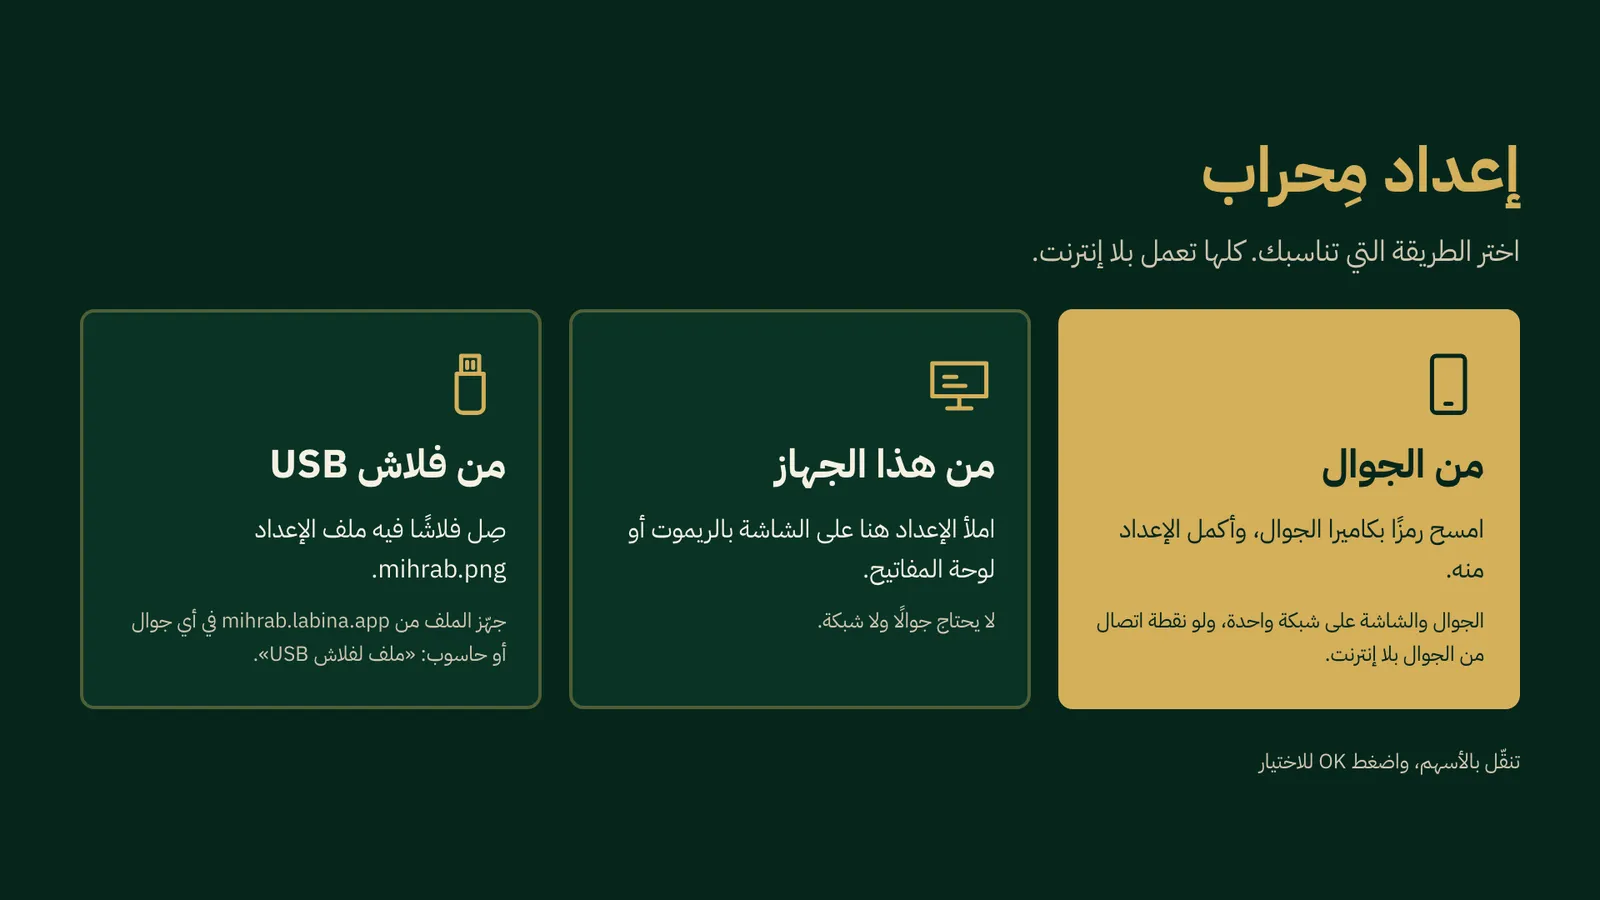 إعداد مِحراب
اختر الطريقة التي تناسبك. كلها تعمل بلا إنترنت.
من الجوال
امسح رمزًا بكاميرا الجوال، وأكمل الإعداد
منه.
الجوال والشاشة على شبكة واحدة، ولو نقطة اتصال
من الجوال بلا إنترنت.
من هذا الجهاز
املأ الإعداد هنا على الشاشة بالريموت أو
لوحة المفاتيح.
لا يحتاج جوالًا ولا شبكة.
من فلاش USB
صِل فلاشًا فيه ملف الإعداد
mihrab.png.
جهّز الملف من mihrab.labina.app في أي جوال
أو حاسوب: «ملف لفلاش USB».
تنقّل بالأسهم، واضغط OK للاختيار